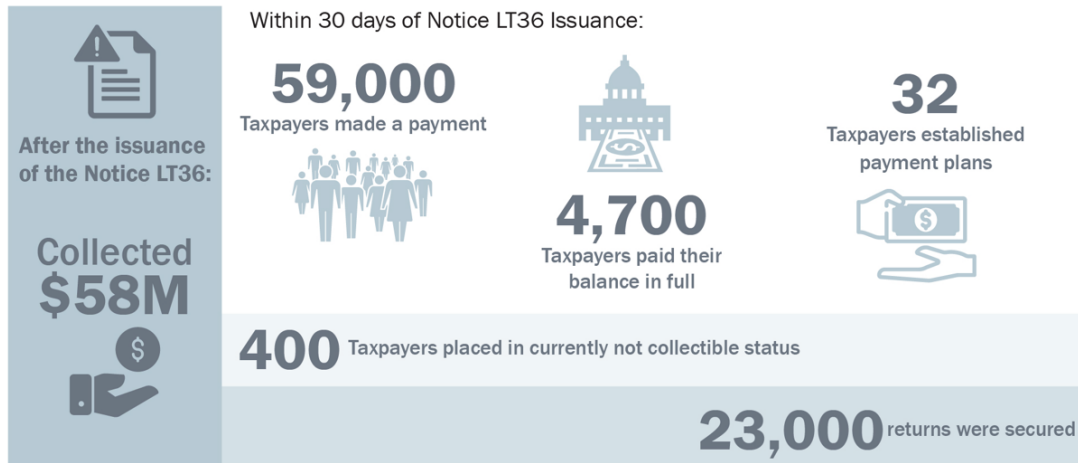 Within 30 days of Notice LT36 Issuance:
After the issuance
of the Notice LT36:
Collected
$58M
$
59,000
Taxpayers made a payment
$
4,700
Taxpayers paid their
balance in full
32
Taxpayers established
payment plans
$
400 Taxpayers placed in currently not collectible status
23,000 returns were secured